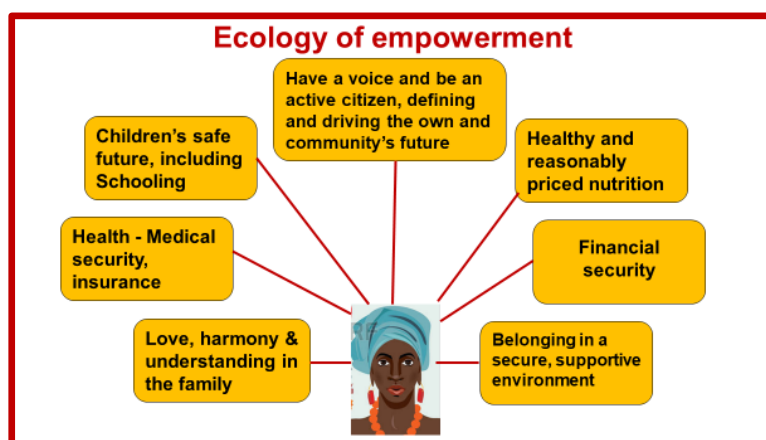 Ecology of empowerment
Have a voice and be an
active citizen, defining
and driving the own and
community's future
Children's safe
future, including
Schooling
Healthy and
reasonably
priced nutrition
Health - Medical
security,
insurance
Financial
security
Love, harmony &
understanding in
the family
Belonging in a
secure, supportive
environment